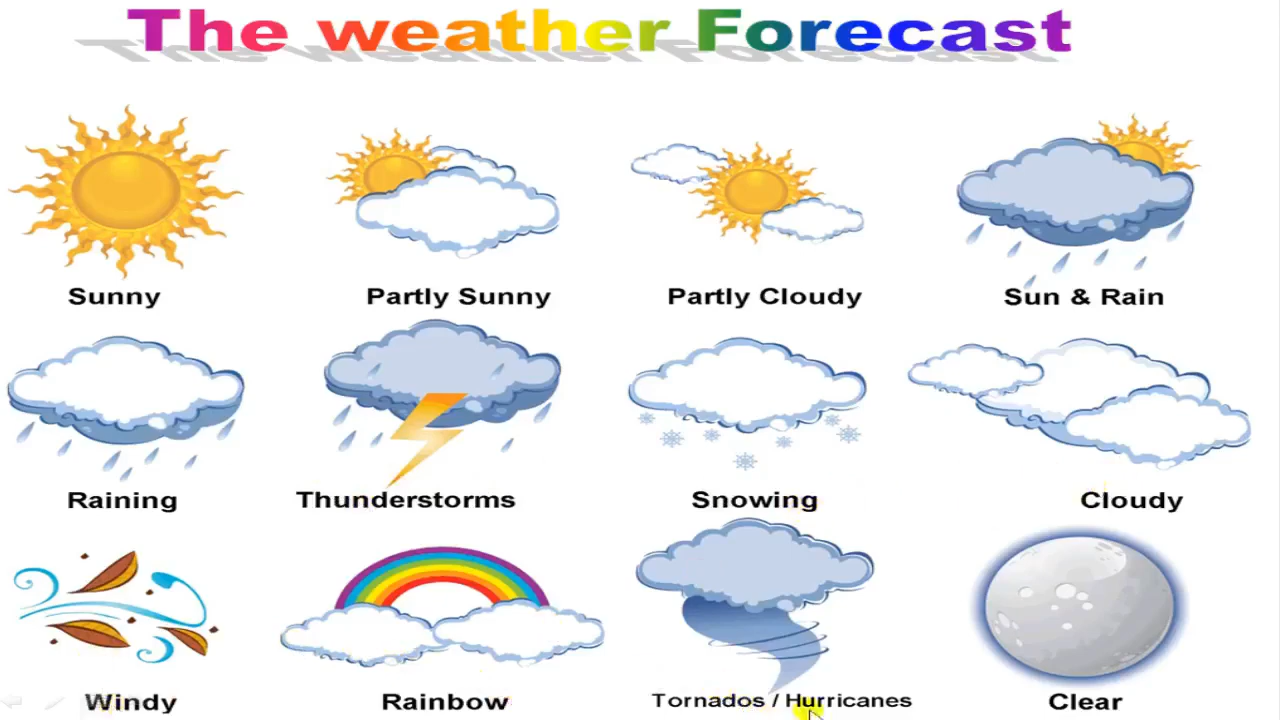 The weather Forecast
Sunny
Partly Sunny
Partly Cloudy
Sun & Rain
Raining
Thunderstorms
Snowing
Cloudy
Windy
Rainbow
Tornados / Hurricanes
Clear